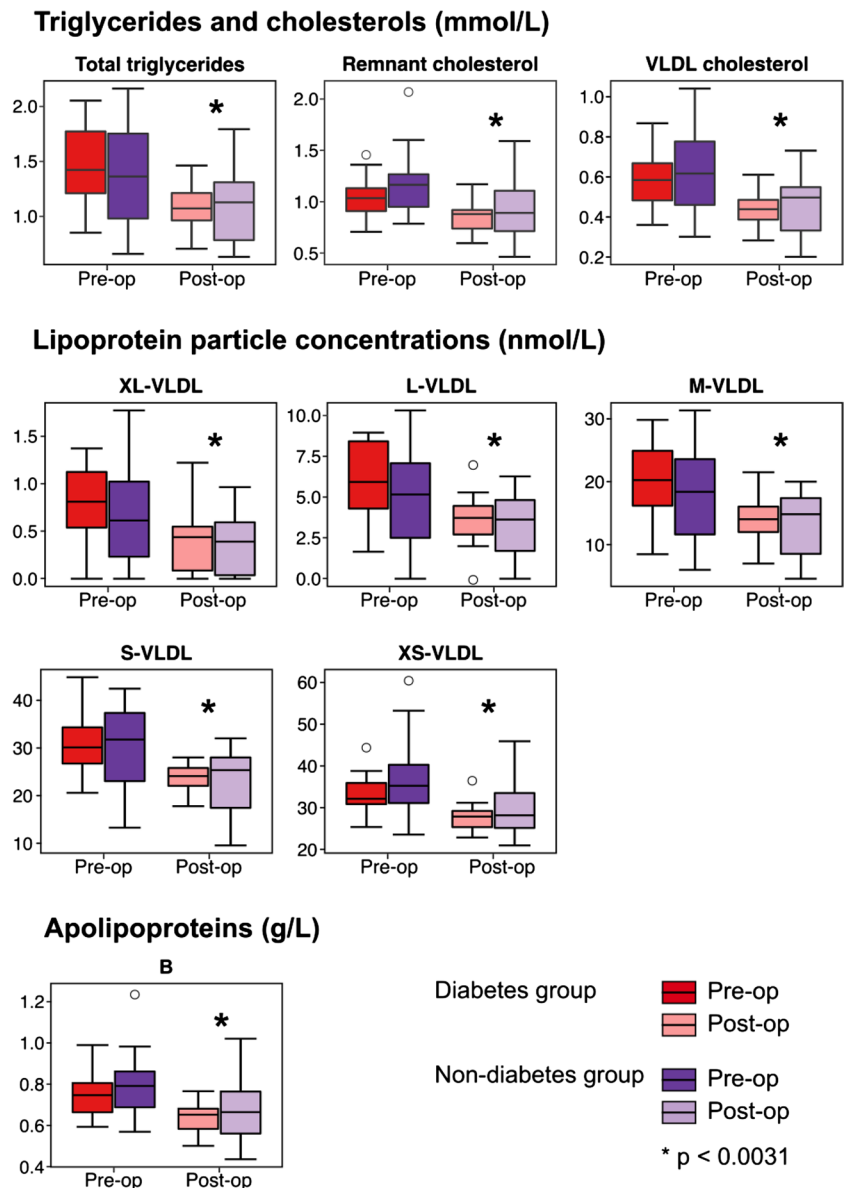 Triglycerides and cholesterols (mmol/L)
Total triglycerides
Remnant cholesterol
VLDL cholesterol
2.0
1.5
1.0
*
Pre-op
Post-op
2.0
1.5
1.0
0.5
*
Pre-op
Post-op
1.0
0.8
0.6
0.4
0.2
*
Pre-op
Post-op
Lipoprotein particle concentrations (nmol/L)
XL-VLDL
L-VLDL
M-VLDL
1.5
1.0
0.5
0.0
*
Pre-op
Post-op
10.0
7.5
5.0
2.5
0.0
*
Pre-op
Post-op
30
20
10
*
Pre-op
Post-op
S-VLDL
XS-VLDL
40
30
20
10
*
Pre-op
Post-op
60
50
40
30
20
*
Pre-op
Post-op
Apolipoproteins (g/L)
B
1.2
1.0
0.8
0.6
0.4
*
Pre-op
Post-op
Diabetes group
Pre-op
Post-op
Non-diabetes group
Pre-op
Post-op
* p < 0.0031